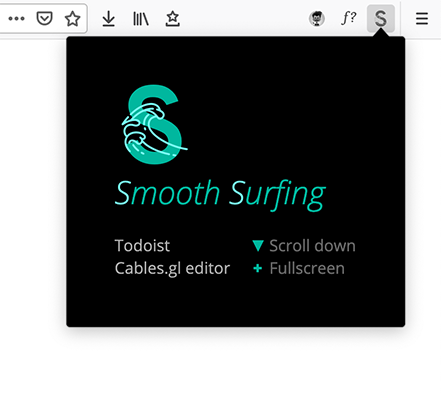 f?
S
S
Smooth Surfing
Todoist ▼ Scroll down
Cables.gl editor + Fullscreen